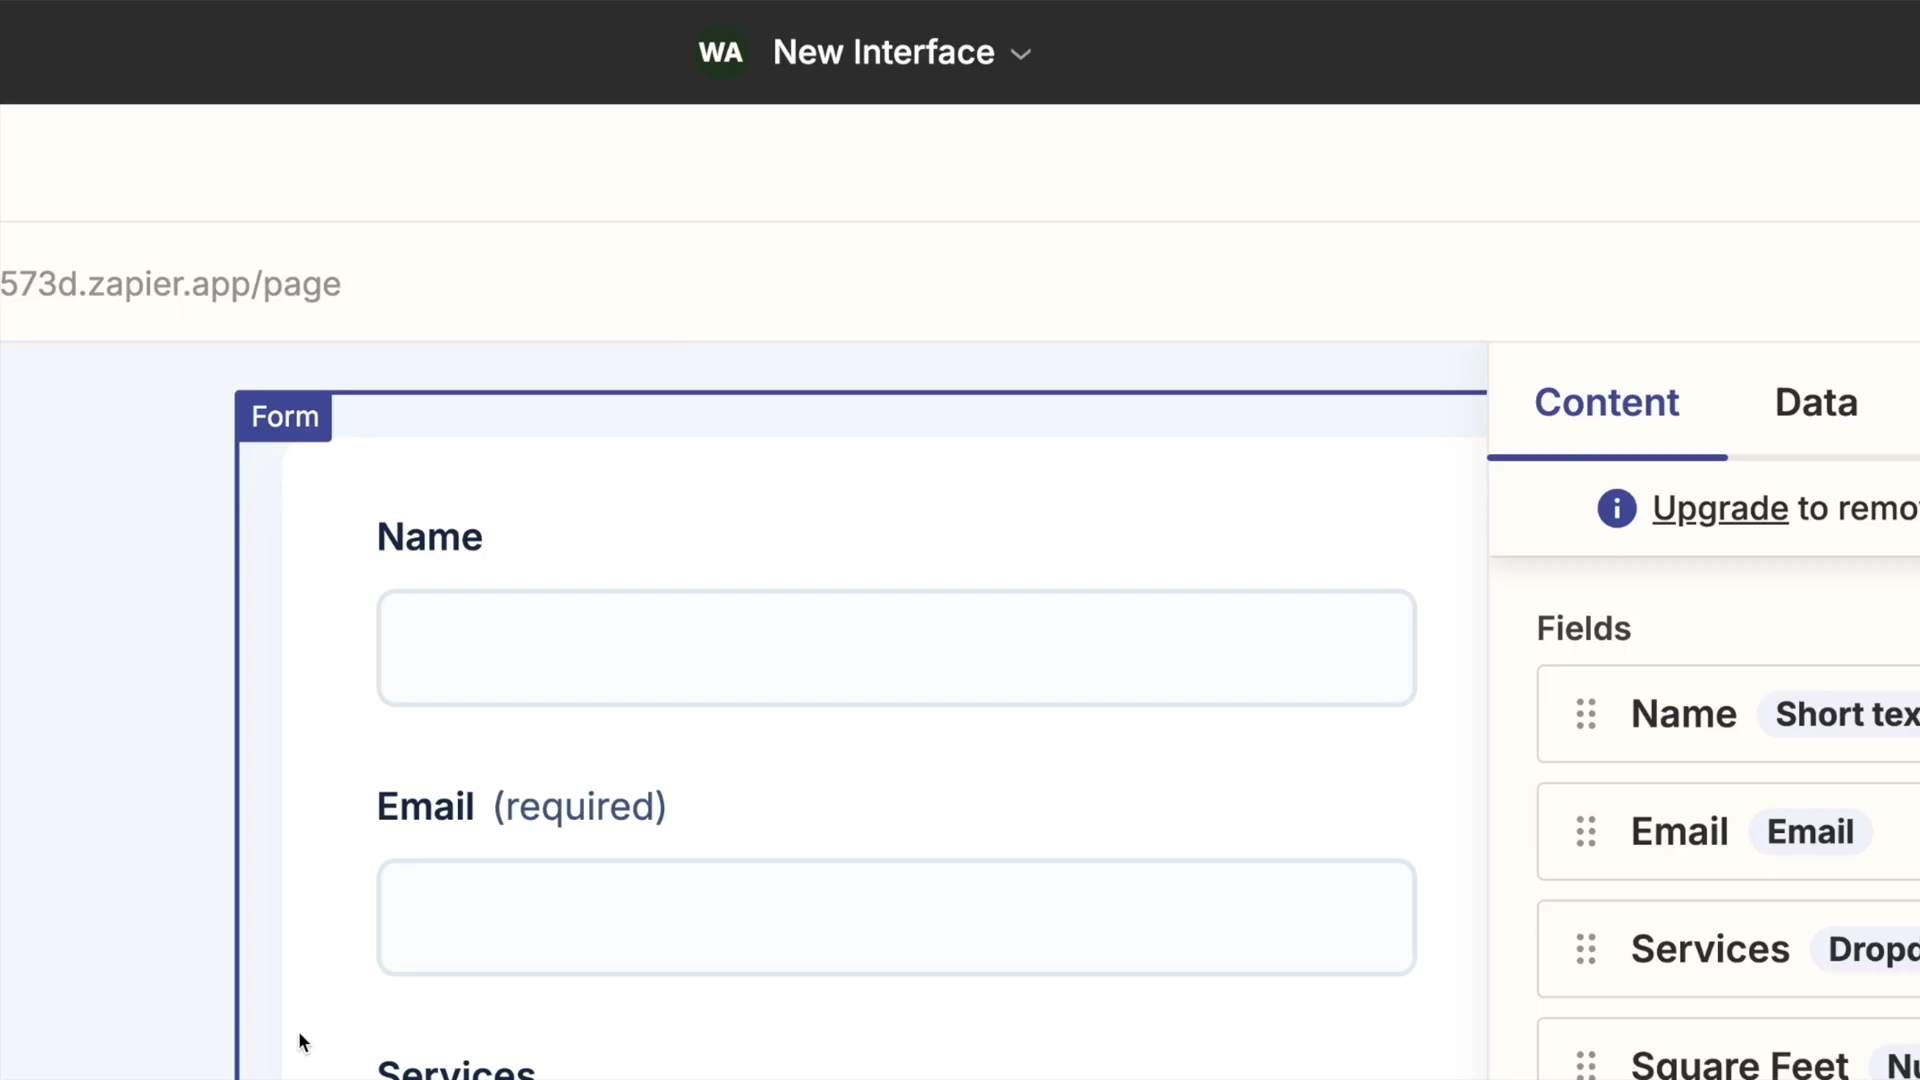 WA New Interface
573d.zapier.app/page
Form
Name
Email (required)
Services
Content Data
Upgrade to remo
Fields
Name Short tex
Email Email
Services Dropd
Square Feet Nu